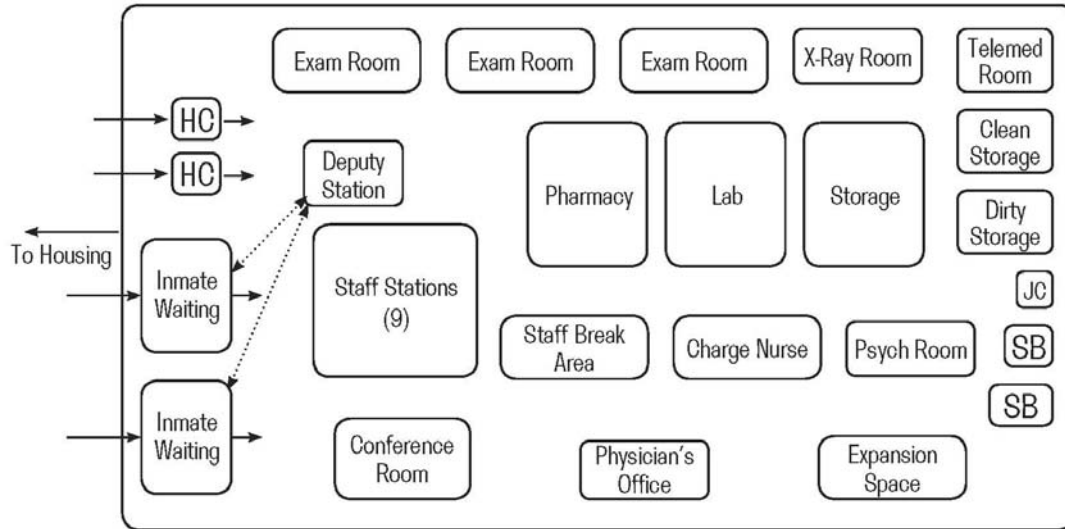 Exam Room
Exam Room
Exam Room
X-Ray Room
Telemed
Room
HC
HC
Deputy
Station
Pharmacy
Lab
Storage
Clean
Storage
Dirty
Storage
To Housing
Inmate
Waiting
Staff Stations
(9)
JC
Staff Break
Area
Charge Nurse
Psych Room
SB
SB
Inmate
Waiting
Conference
Room
Physician's
Office
Expansion
Space